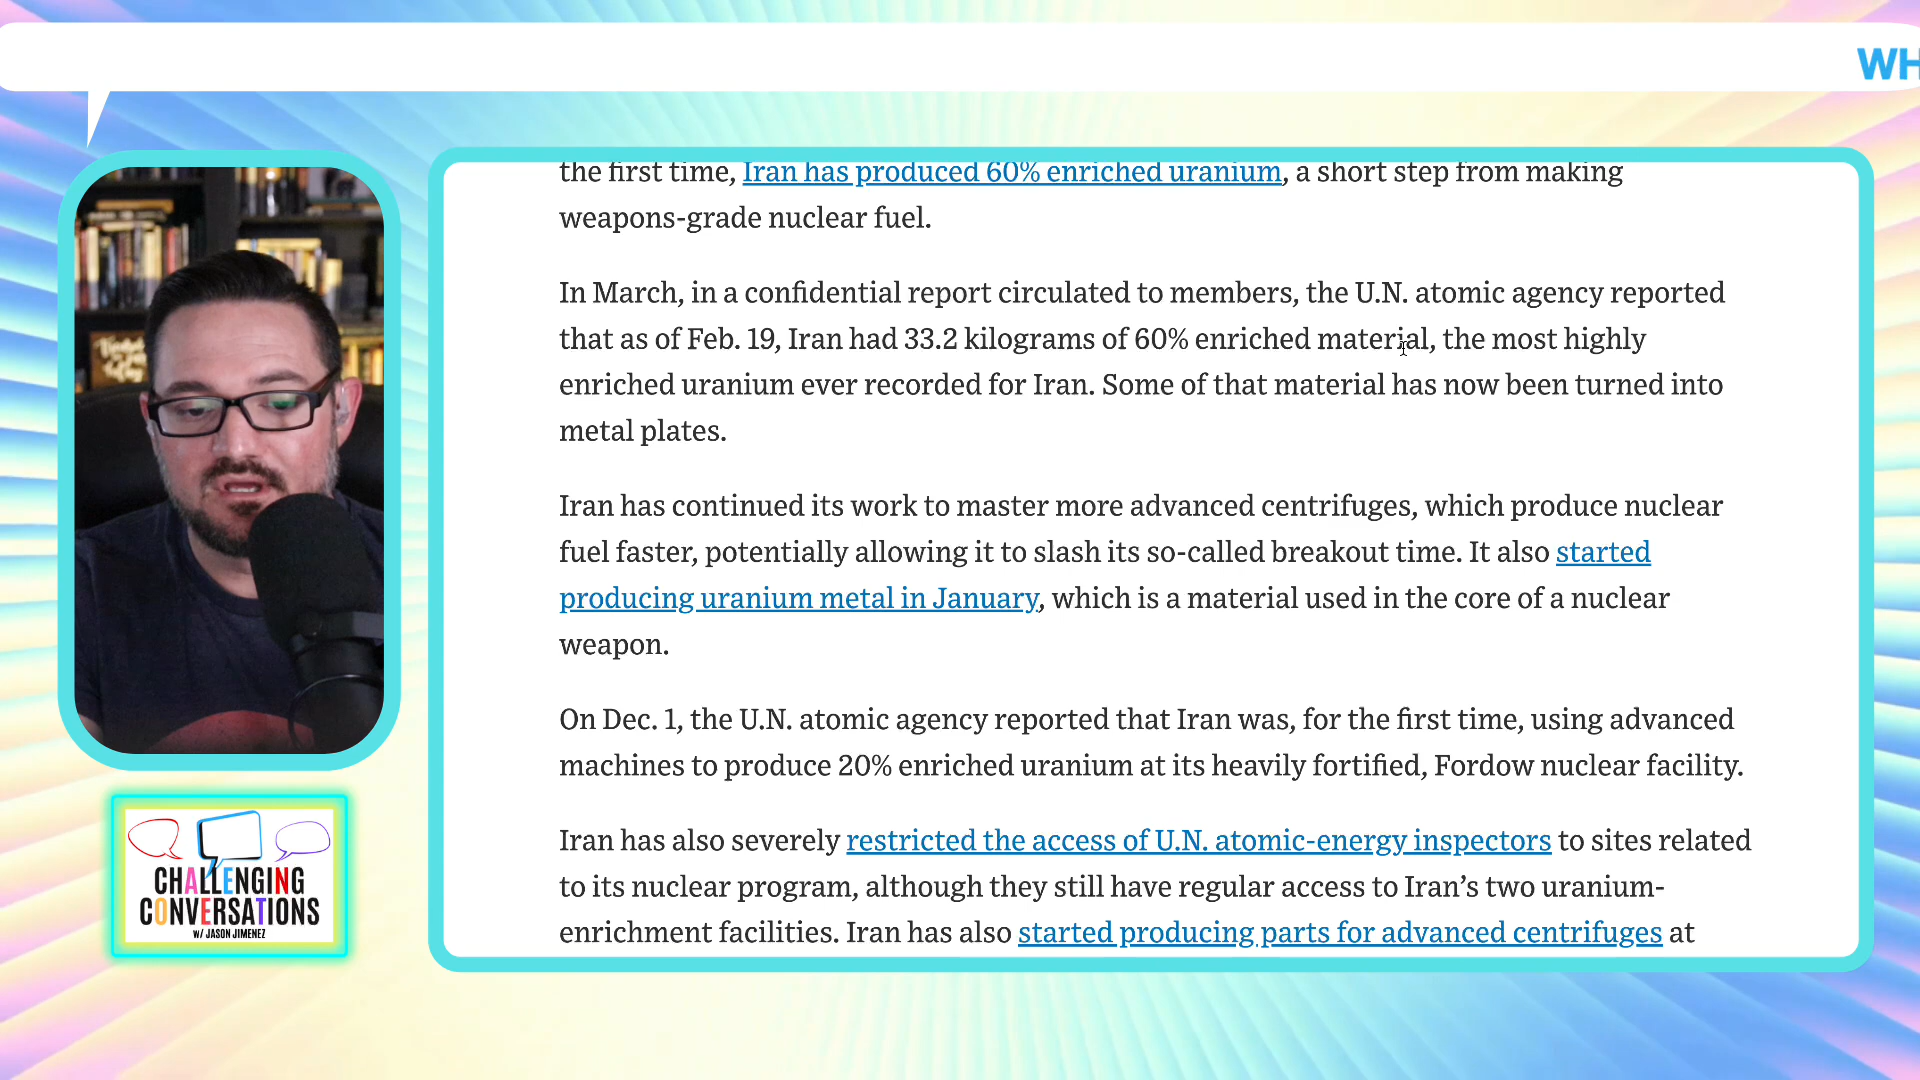 WH
the first time, Iran has produced 60% enriched uranium, a short step from making
weapons-grade nuclear fuel.
In March, in a confidential report circulated to members, the U.N. atomic agency reported
that as of Feb. 19, Iran had 33.2 kilograms of 60% enriched material, the most highly
enriched uranium ever recorded for Iran. Some of that material has now been turned into
metal plates.
Iran has continued its work to master more advanced centrifuges, which produce nuclear
fuel faster, potentially allowing it to slash its so-called breakout time. It also started
producing uranium metal in January, which is a material used in the core of a nuclear
weapon.
On Dec. 1, the U.N. atomic agency reported that Iran was, for the first time, using advanced
machines to produce 20% enriched uranium at its heavily fortified, Fordow nuclear facility.
Iran has also severely restricted the access of U.N. atomic-energy inspectors to sites related
to its nuclear program, although they still have regular access to Iran’s two uranium-
enrichment facilities. Iran has also started producing parts for advanced centrifuges at
CHALLENGING
CONVERSATIONS
W/ JASON JIMENEZ